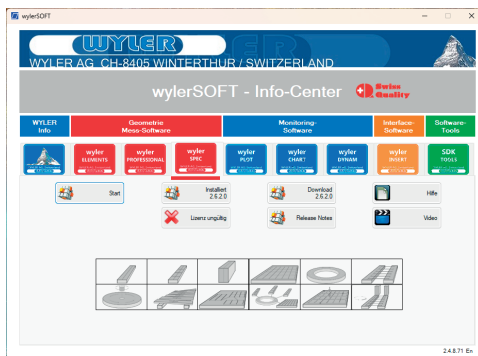 wylerSOFT
WYLER
WYLER AG CH-8405 WINTERTHUR / SWITZERLAND
wylerSOFT - Info-Center
Swiss
Quality
WYLER
Info
Geometrie
Mess-Software
Monitoring-
Software
Interface-
Software
Software-
Tools
wyler
ELEMENTS
wyler
PROFESSIONAL
wyler
SPEC
wyler
PLOT
wyler
CHART
wyler
DYNAM
wyler
INSERT
SDK
TOOLS
Start
Installiert
2.6.2.0
Download
2.6.2.0
Hilfe
Lizenz ungültig
Release Notes
Video
2.4.8.71 En